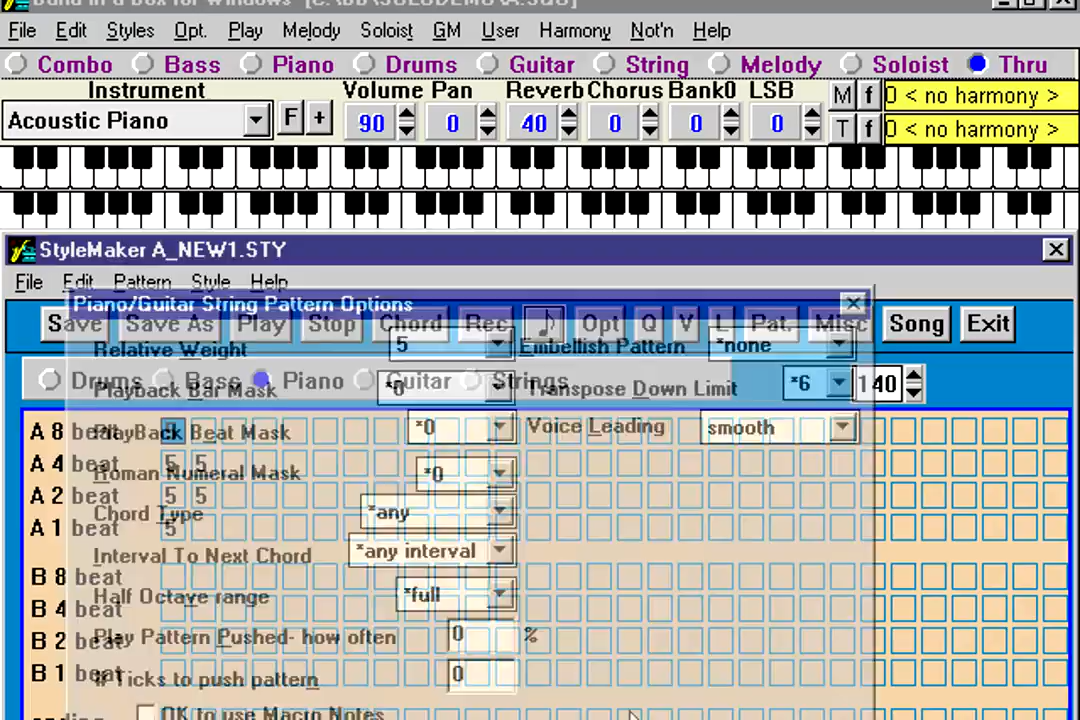 Band in a Box for Windows [C:\BB\SOLODEMO\A.SGU]
File Edit Styles Opt. Play Melody Soloist GM User Harmony Not'n Help
Combo Bass Piano Drums Guitar String Melody Soloist Thru
Instrument Volume Pan Reverb Chorus Bank0 LSB M f 0 < no harmony >
Acoustic Piano F + 90 0 40 0 0 0 T f 0 < no harmony >
StyleMaker A_NEW1.STY
File Edit Pattern Style Help
Piano/Guitar String Pattern Options
Save Save As Play Stop Chord Rec Opt Q V L Pat. Misc Song Exit
Relative Weight 5 Embellish Pattern *none
Drums Bass Piano Guitar Strings 140
Playback Bar Mask *0 Transpose Down Limit *6
A 8 beat
PlayBack Beat Mask *0 Voice Leading smooth
A 4 beat 5 5
Roman Numeral Mask *0
A 2 beat 5 5
Chord Type *any
A 1 beat 5
Interval To Next Chord *any interval
B 8 beat
Half Octave range *full
B 4 beat
Play Pattern Pushed- how often 0 %
B 2 beat
B 1 beat
# Ticks to push pattern 0
OK to use Macro Notes